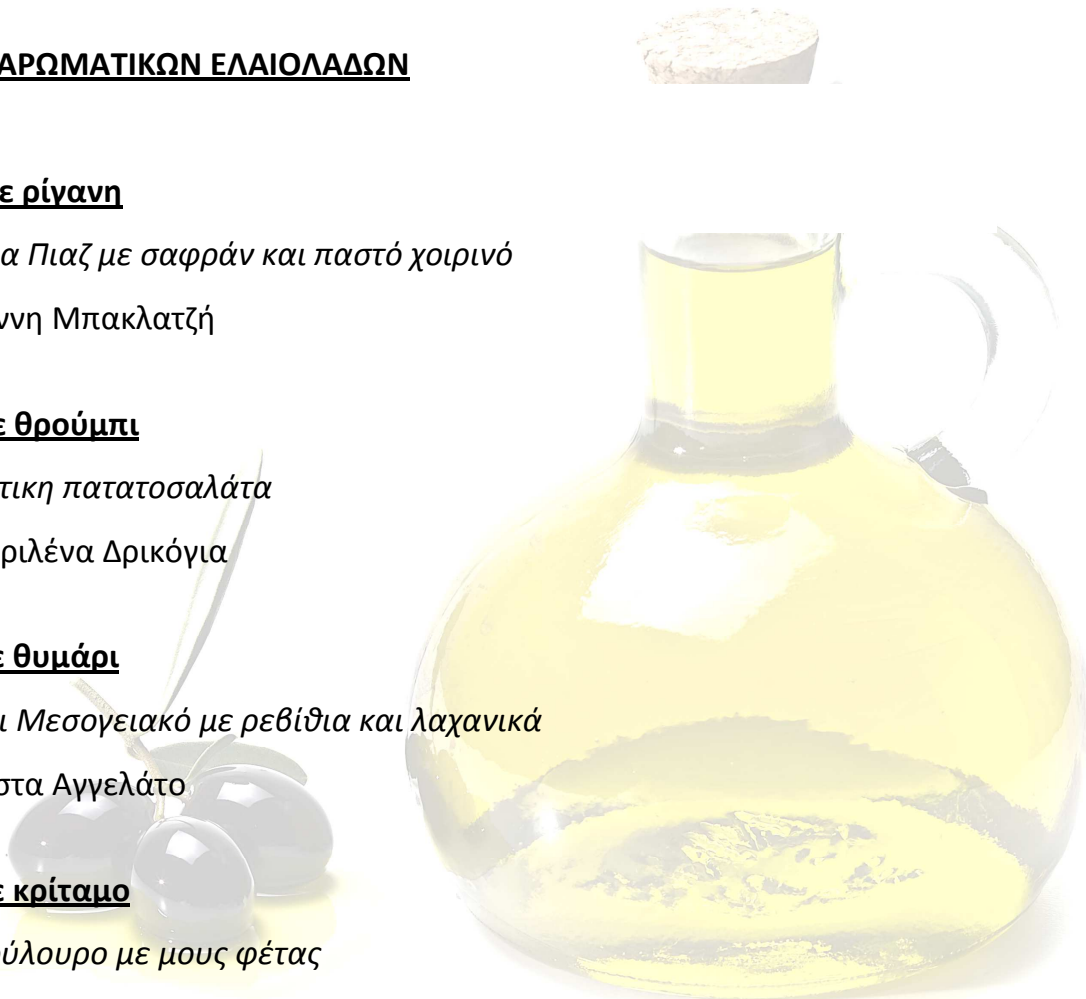 ΑΡΩΜΑΤΙΚΩΝ ΕΛΑΙΟΛΑΔΩΝ
ε ρίγανη
α Πιαζ με σαφράν και παστό χοιρινό
ννη Μπακλατζή
ε θρούμπι
τικη πατατοσαλάτα
ριλένα Δρικόγια
ε θυμάρι
ι Μεσογειακό με ρεβίθια και λαχανικά
στα Αγγελάτο
ε κρίταμο
ύλουρο με μους φέτας